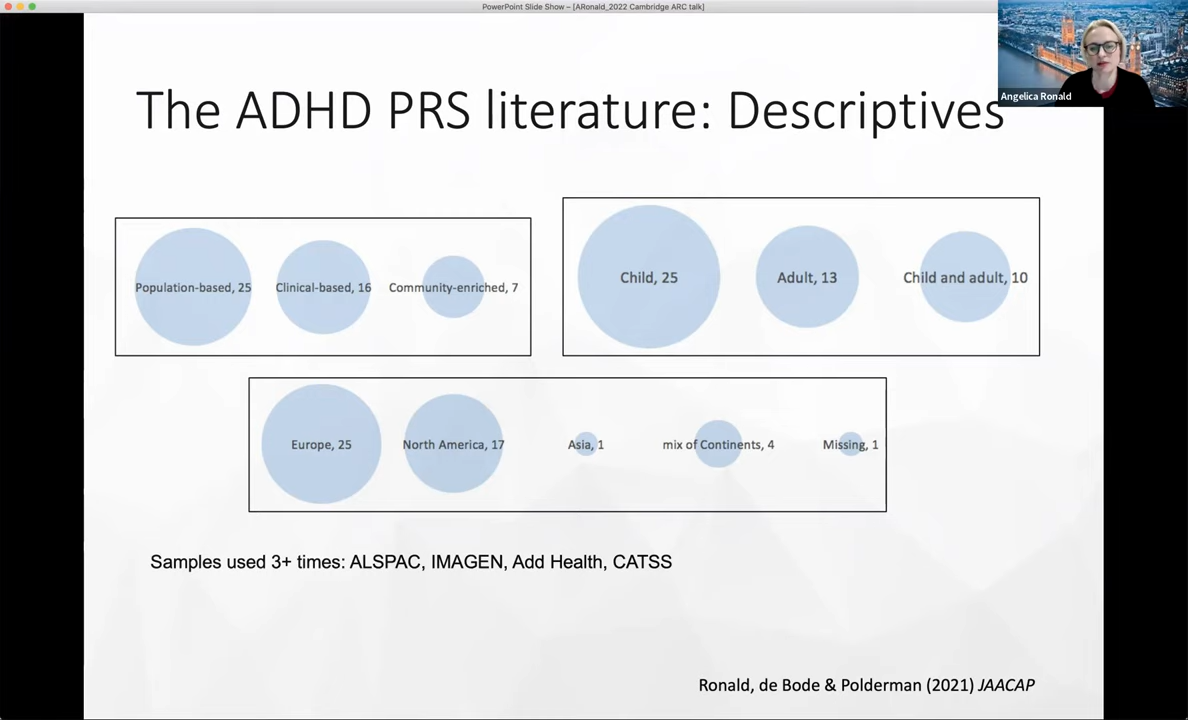 PowerPoint Slide Show – [ARonald_2022 Cambridge ARC talk]
Angelica Ronald
The ADHD PRS literature: Descriptives
Population-based, 25 Clinical-based, 16 Community-enriched, 7
Child, 25 Adult, 13 Child and adult, 10
Europe, 25 North America, 17 Asia, 1 mix of Continents, 4 Missing, 1
Samples used 3+ times: ALSPAC, IMAGEN, Add Health, CATSS
Ronald, de Bode & Polderman (2021) JAACAP